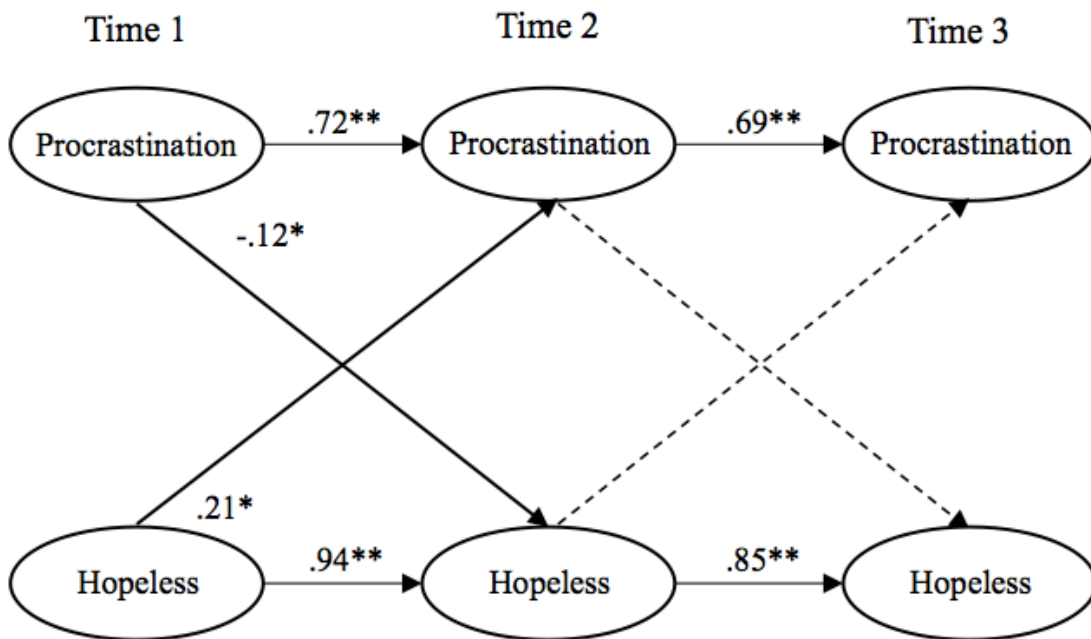 Time 1
Time 2
Time 3
Procrastination
.72**
Procrastination
.69**
Procrastination
-.12*
.21*
Hopeless
.94**
Hopeless
.85**
Hopeless